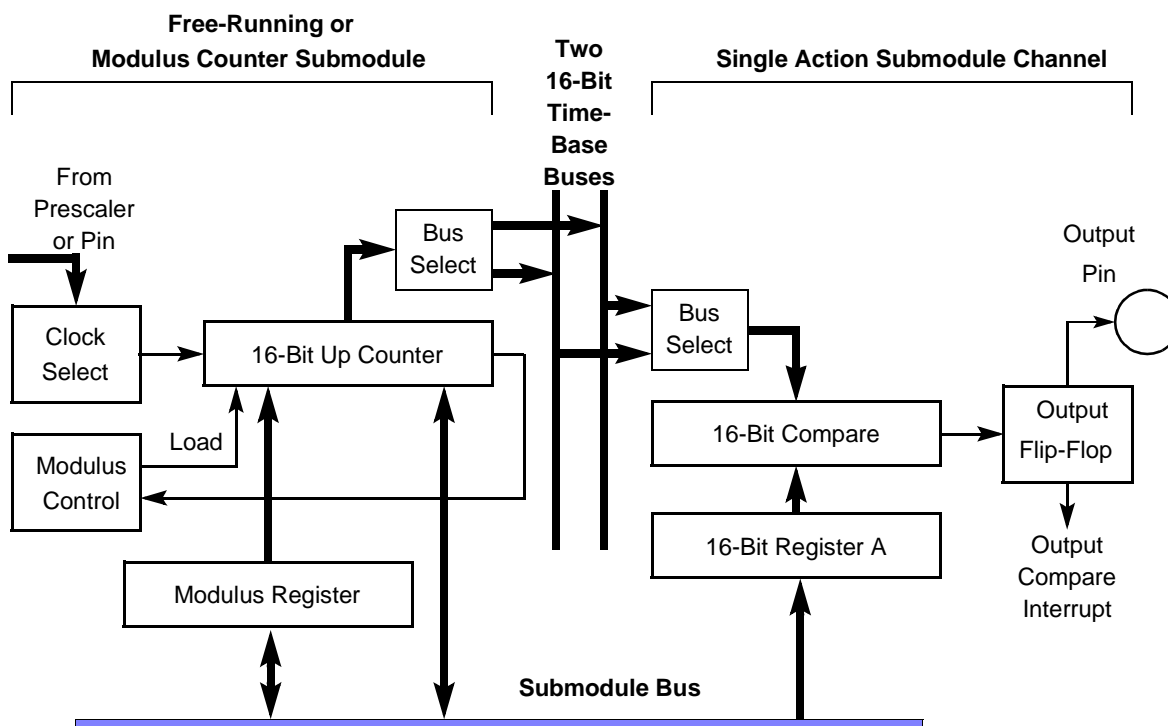 Free-Running or
Modulus Counter Submodule
Two
16-Bit
Time-
Base
Buses
Single Action Submodule Channel
From
Prescaler
or Pin
Bus
Select
Output
Pin
Clock
Select
16-Bit Up Counter
Bus
Select
Load
Modulus
Control
16-Bit Compare
Output
Flip-Flop
16-Bit Register A
Output
Compare
Interrupt
Modulus Register
Submodule Bus